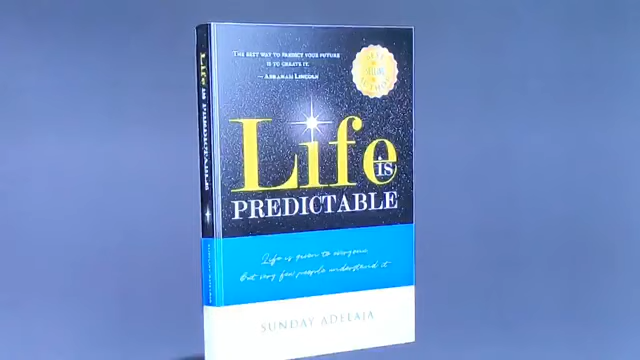 THE BEST WAY TO PREDICT YOUR FUTURE
IS TO CREATE IT.
— ABRAHAM LINCOLN
Life
IS
PREDICTABLE
Life is given to everyone
But very few people understand it
SUNDAY ADELAJA
Life IS PREDICTABLE